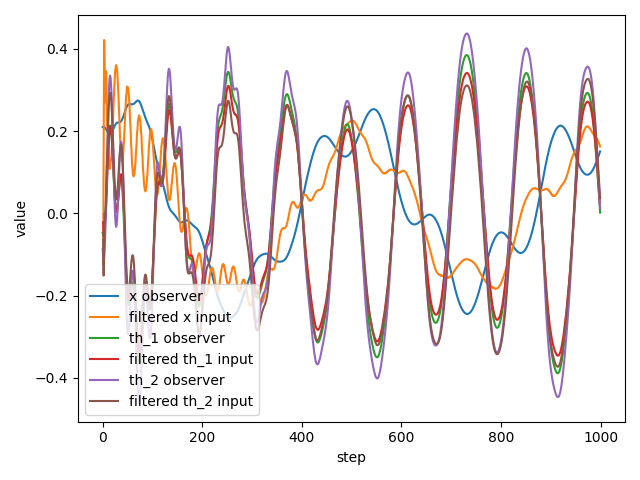 0.4
0.2
0.0
−0.2
−0.4
value
x observer
filtered x input
th_1 observer
filtered th_1 input
th_2 observer
filtered th_2 input
0
200
400
600
800
1000
step